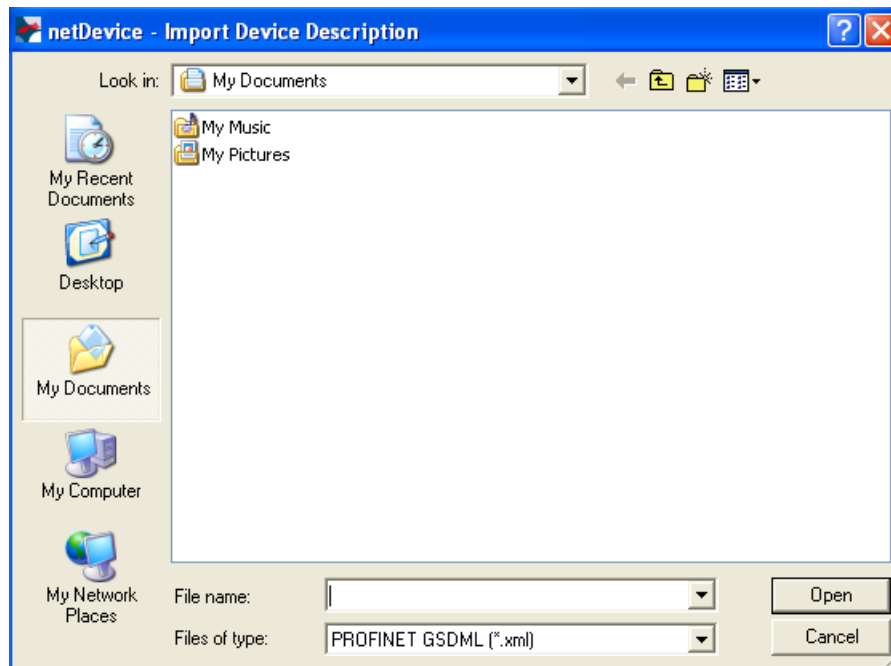 netDevice - Import Device Description
Look in:
My Documents
My Music
My Pictures
My Recent
Documents
Desktop
My Documents
My Computer
My Network
Places
File name:
Open
Files of type:
PROFINET GSDML (*.xml)
Cancel